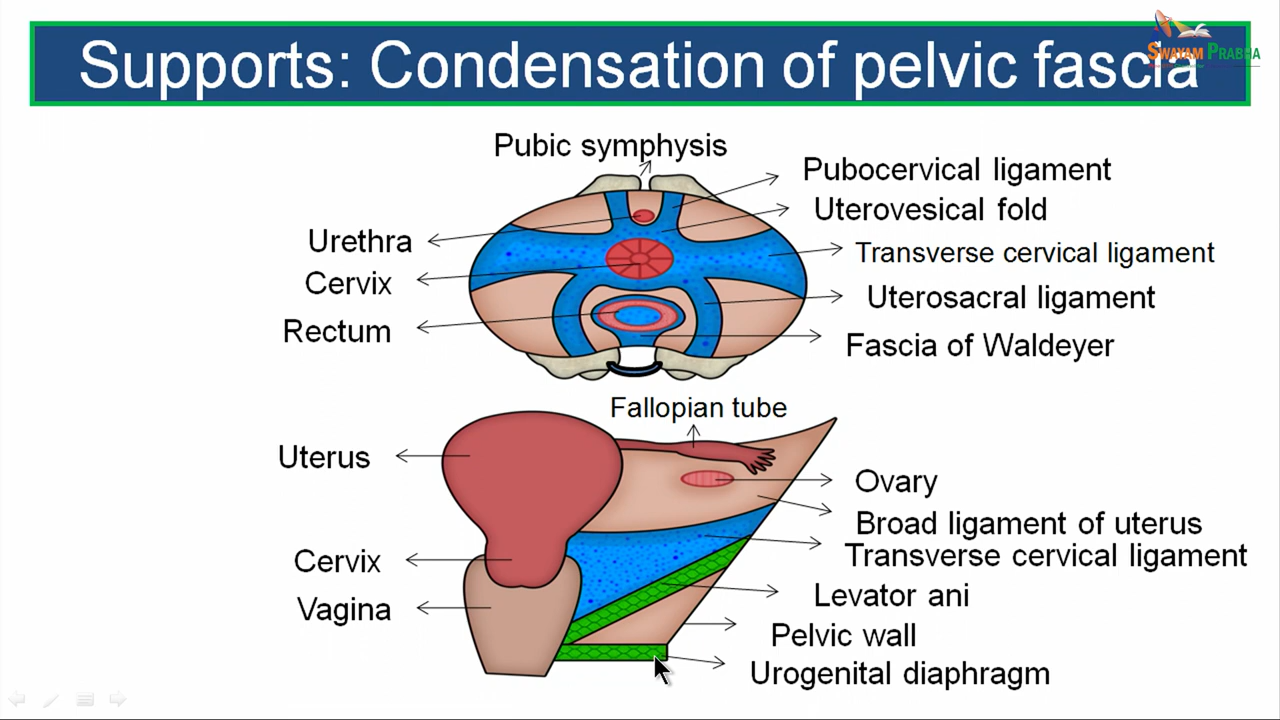 Supports: Condensation of pelvic fascia
SWAYAM PRABHA
Pubic symphysis
Pubocervical ligament
Uterovesical fold
Urethra
Transverse cervical ligament
Cervix
Uterosacral ligament
Rectum
Fascia of Waldeyer
Fallopian tube
Uterus
Ovary
Broad ligament of uterus
Transverse cervical ligament
Cervix
Levator ani
Vagina
Pelvic wall
Urogenital diaphragm